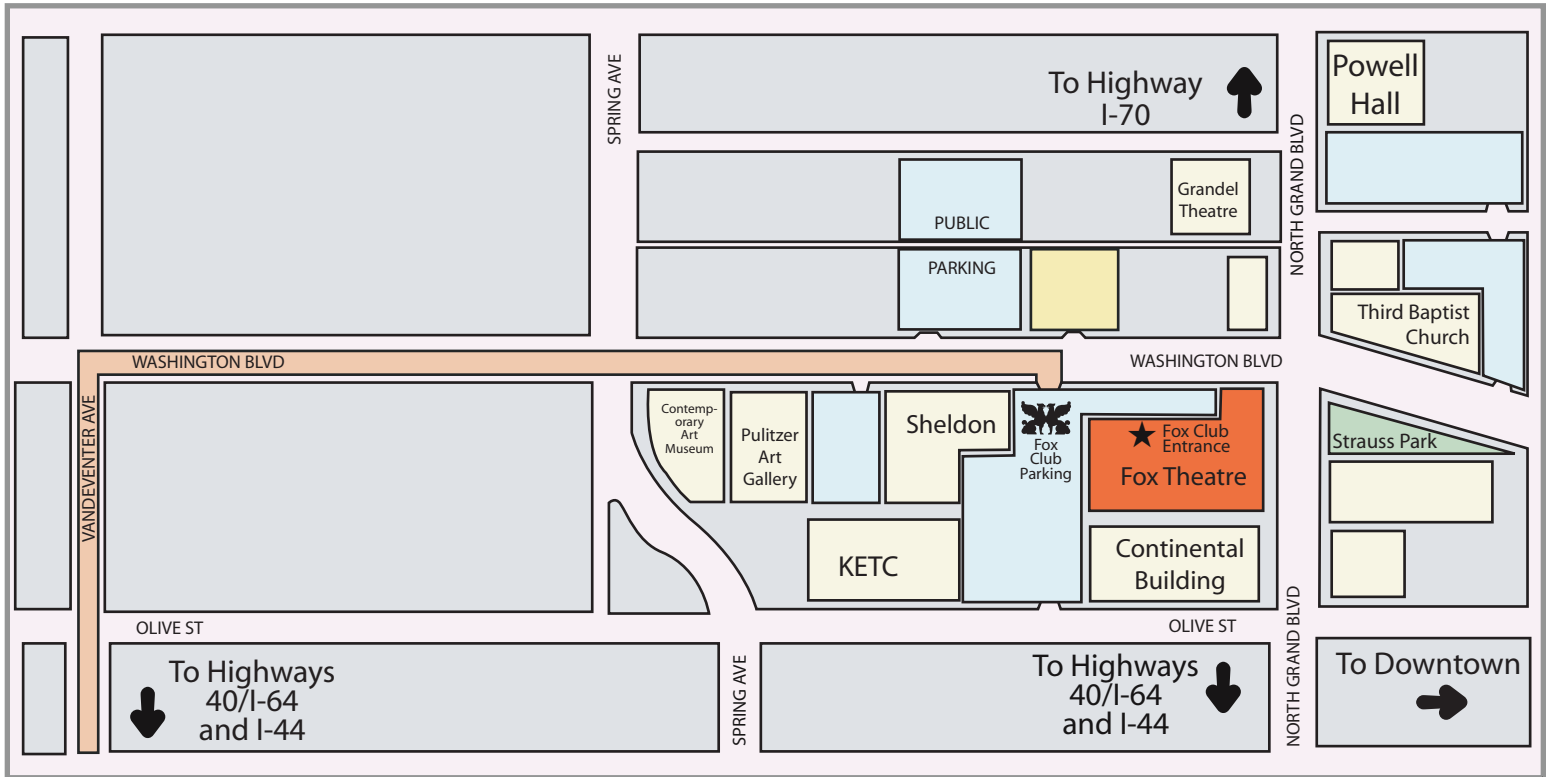 SPRING AVE
To Highway
I-70
NORTH GRAND BLVD
Powell
Hall
Grandel
Theatre
PUBLIC
PARKING
Third Baptist
Church
WASHINGTON BLVD
WASHINGTON BLVD
VANDEVENTER AVE
Contemp-
orary
Art
Museum
Pulitzer
Art
Gallery
Sheldon
Fox
Club
Parking
Fox Club
Entrance
Fox Theatre
Strauss Park
KETC
Continental
Building
OLIVE ST
OLIVE ST
NORTH GRAND BLVD
To Highways
40/I-64
and I-44
SPRING AVE
To Highways
40/I-64
and I-44
To Downtown